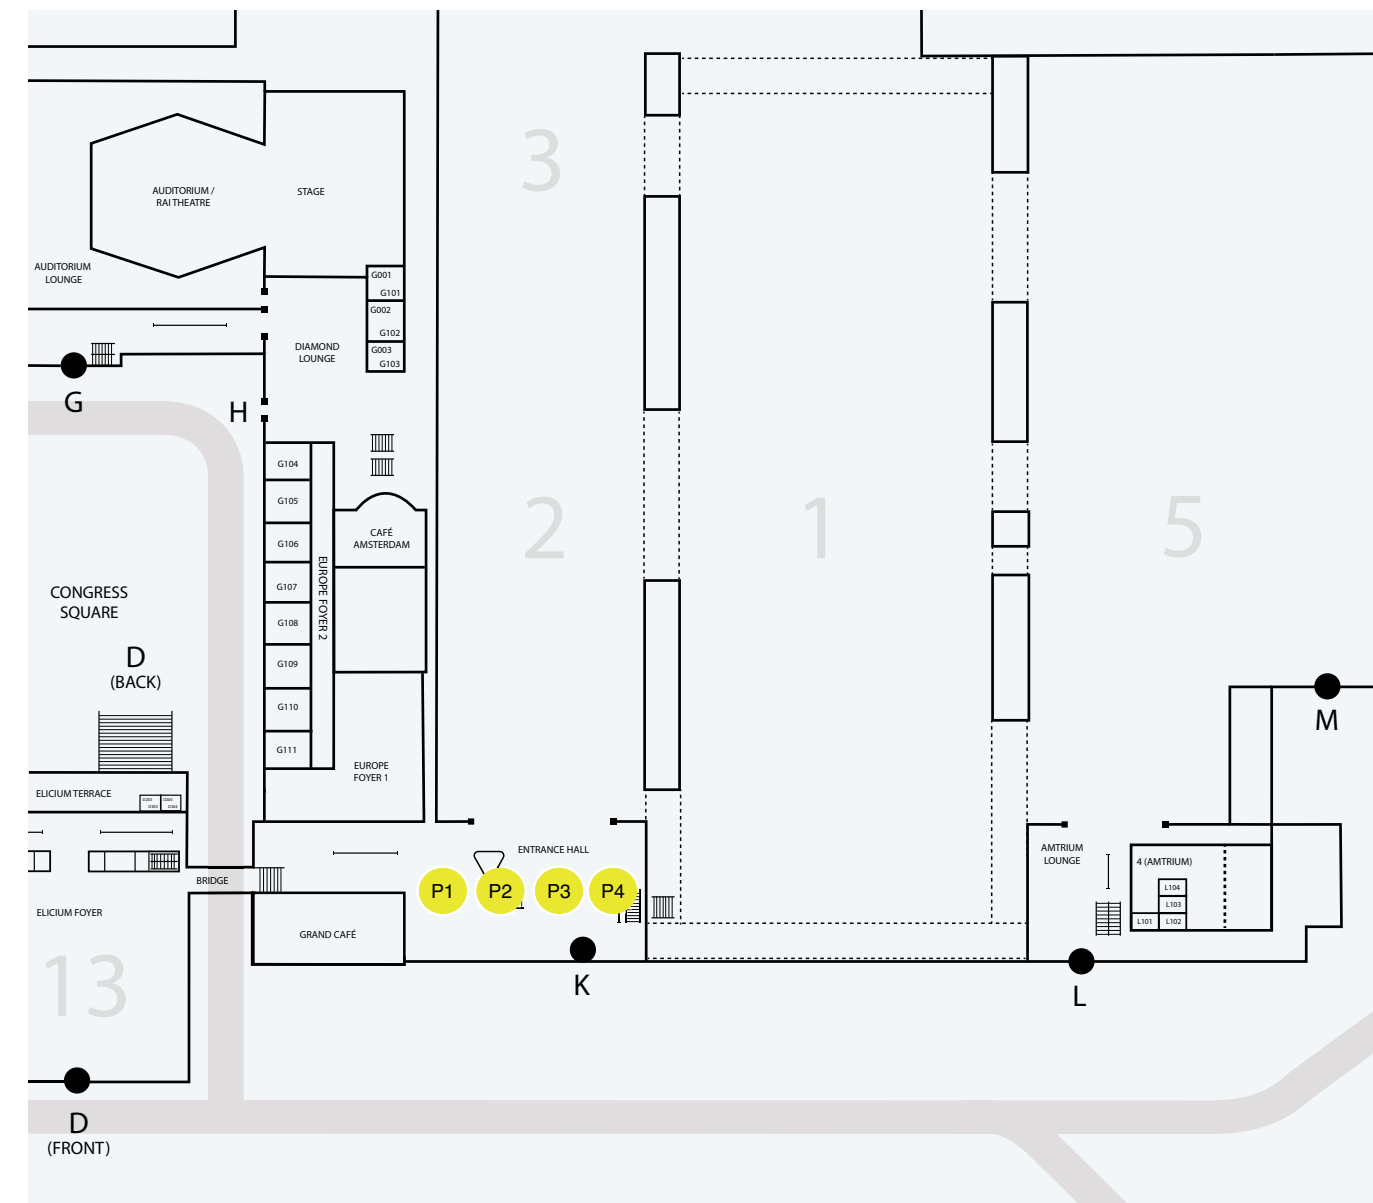 3
AUDITORIUM /
RAI THEATRE
STAGE
AUDITORIUM
LOUNGE
G001
G101
G002
G102
G003
G103
DIAMOND
LOUNGE
G
H
G104
G105
G106
G107
G108
G109
G110
G111
EUROPE FOYER 2
CAFÉ
AMSTERDAM
2
1
5
CONGRESS
SQUARE
D
(BACK)
M
EUROPE
FOYER 1
ELICIUM TERRACE
ENTRANCE HALL
AMTRIUM
LOUNGE
4 (AMTRIUM)
L104
L103
L101
L102
BRIDGE
P1
P2
P3
P4
ELICIUM FOYER
GRAND CAFÉ
13
K
L
D
(FRONT)